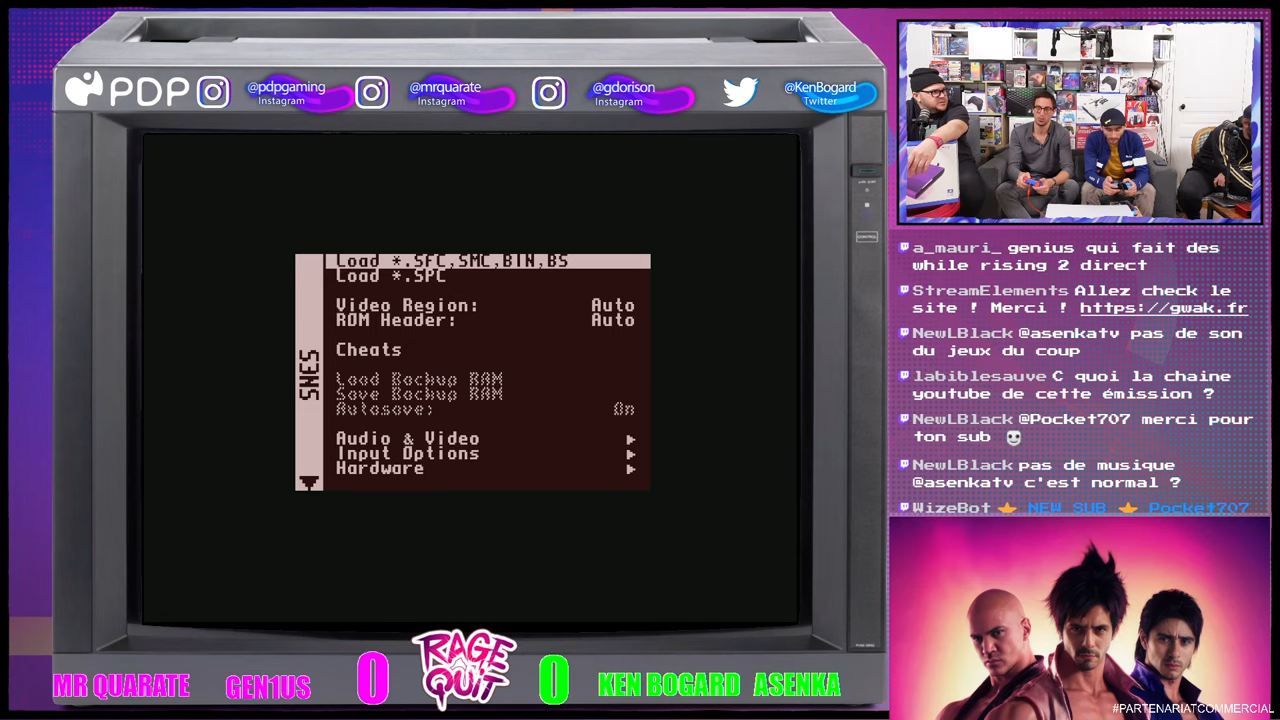 PDP
@pdpgaming
Instagram
@mrquarate
Instagram
@gdorison
Instagram
@KenBogard
Twitter
CONTROL
SNES
Load *.SFC,SMC,BIN,BS
Load *.SPC
Video Region: Auto
ROM Header: Auto
Cheats
Load Backup RAM
Save Backup RAM
Autosave: On
Audio & Video
Input Options
Hardware
a_mauri_ genius qui fait des
while rising 2 direct
StreamElements Allez check le
site ! Merci ! https://gwak.fr
NewLBlack @asenkatv pas de son
du jeux du coup
labiblesauve C quoi la chaine
youtube de cette émission ?
NewLBlack @Pocket707 merci pour
ton sub
NewLBlack pas de musique
@asenkatv c'est normal ?
WizeBot NEW SUB Pocket707
MR QUARATE GEN1US 0
RAGE
QUIT
0 KEN BOGARD ASENKA
#PARTENARIATCOMMERCIAL